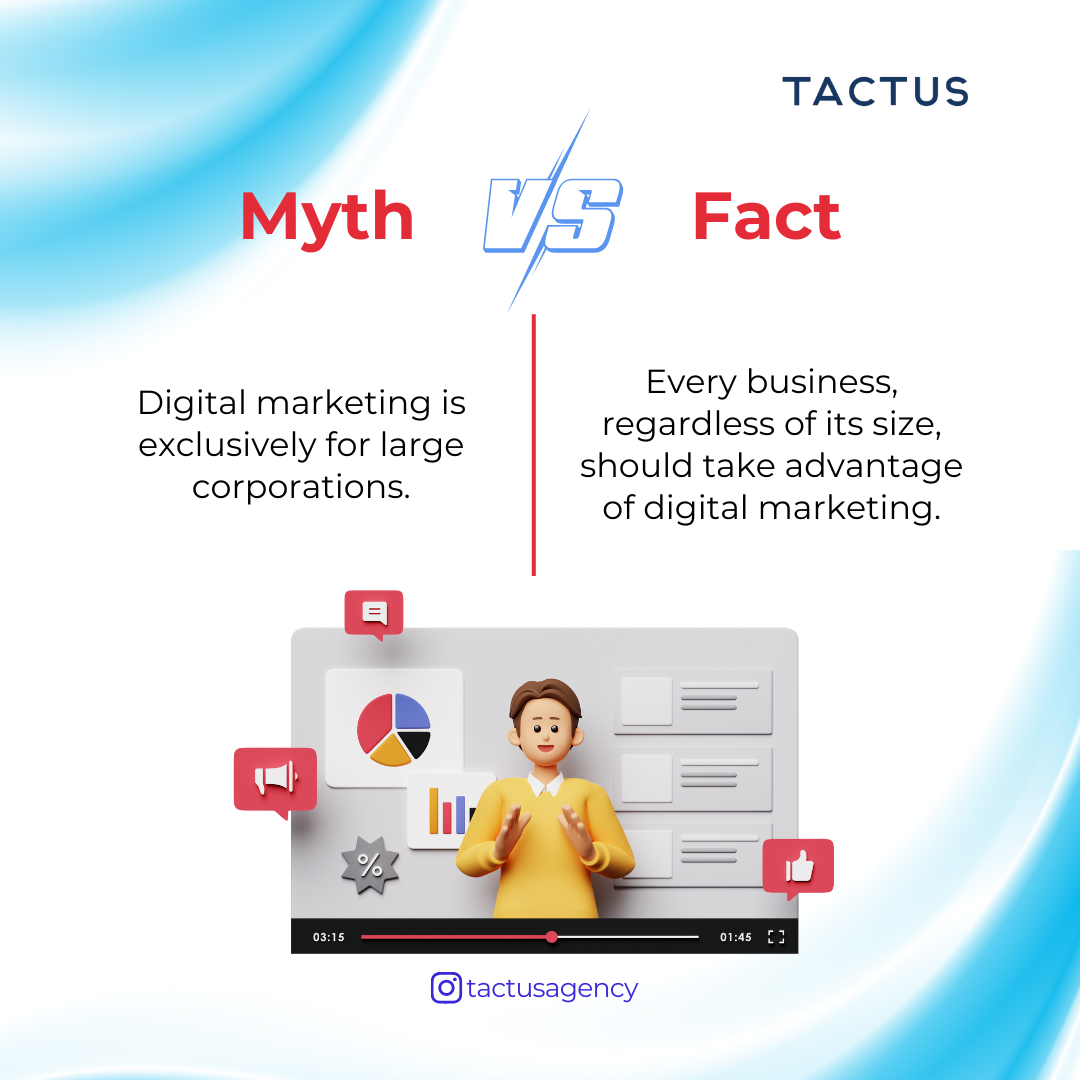 TACTUS
Myth
VS
Fact
Digital marketing is
exclusively for large
corporations.
Every business,
regardless of its size,
should take advantage
of digital marketing.
%
03:15
01:45
tactusagency